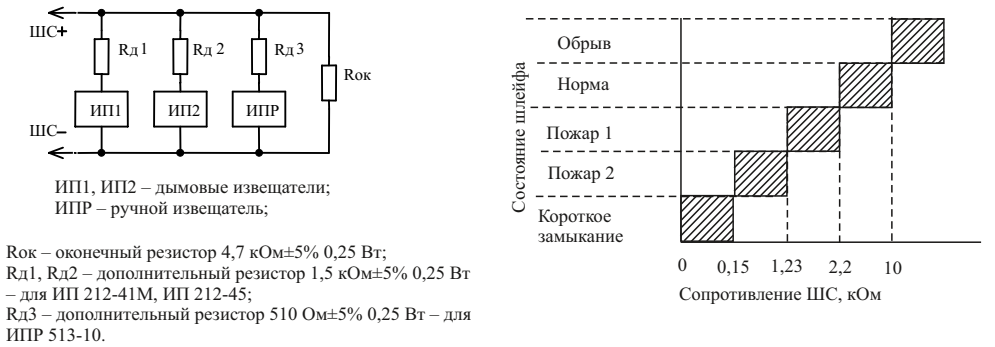 ШС+
Rд 1
Rд 2
Rд 3
Rок
ИП1
ИП2
ИПР
ШС–
ИП1, ИП2 – дымовые извещатели;
ИПР – ручной извещатель;
Rок – оконечный резистор 4,7 кОм±5% 0,25 Вт;
Rд1, Rд2 – дополнительный резистор 1,5 кОм±5% 0,25 Вт
– для ИП 212-41М, ИП 212-45;
Rд3 – дополнительный резистор 510 Ом±5% 0,25 Вт – для
ИПР 513-10.
Состояние шлейфа
Обрыв
Норма
Пожар 1
Пожар 2
Короткое
замыкание
0 0,15 1,23 2,2 10
Сопротивление ШС, кОм